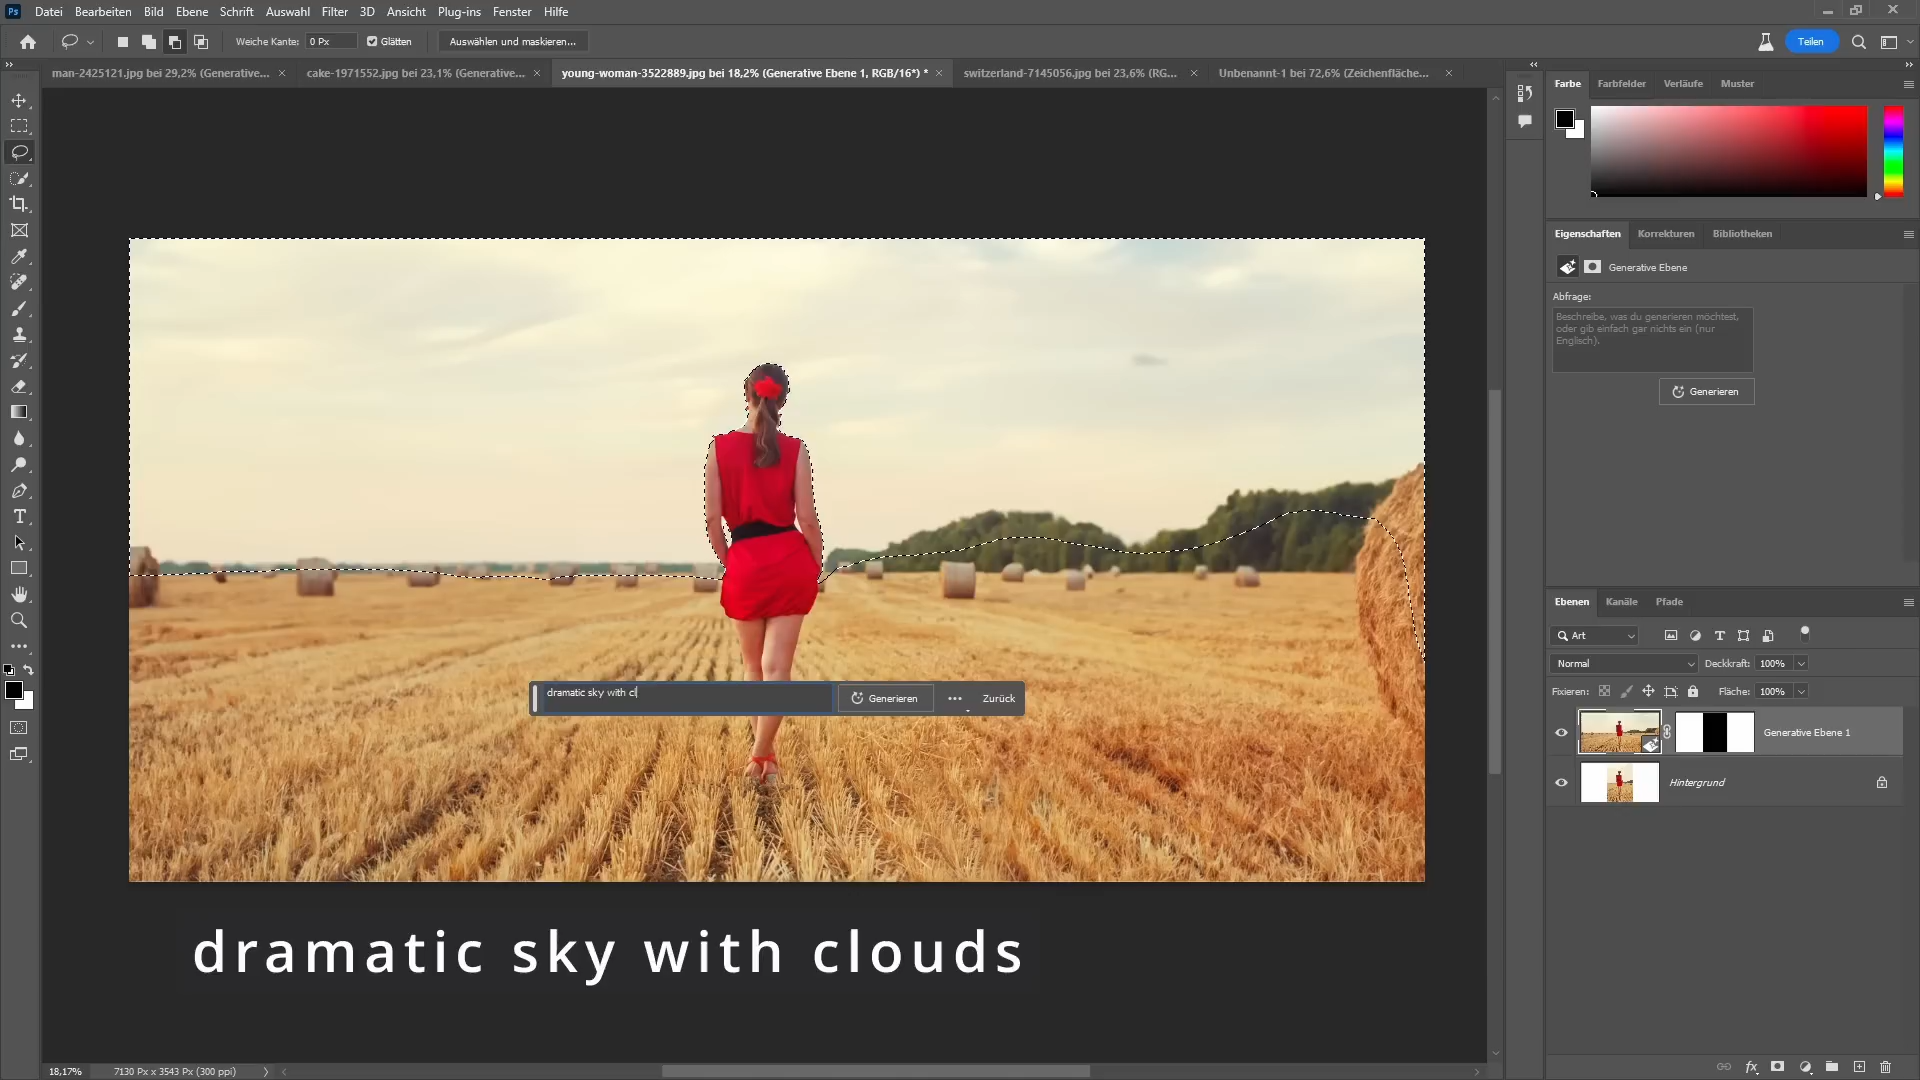 Ps Datei Bearbeiten Bild Ebene Schrift Auswahl Filter 3D Ansicht Plug-ins Fenster Hilfe
Weiche Kante: 0 Px Glätten Auswählen und maskieren... Teilen
man-2425121.jpg bei 29,2% (Generative... cake-1971552.jpg bei 23,1% (Generative... young-woman-3522889.jpg bei 18,2% (Generative Ebene 1, RGB/16*) * switzerland-7145056.jpg bei 23,6% (RG... Unbenannt-1 bei 72,6% (Zeichenfläche...
Farbe Farbfelder Verläufe Muster
Eigenschaften Korrekturen Bibliotheken
Generative Ebene
Abfrage:
Beschreibe, was du generieren möchtest,
oder gib einfach gar nichts ein (nur
Englisch).
Generieren
Ebenen Kanäle Pfade
Art
Normal Deckkraft: 100%
Fixieren: Fläche: 100%
Generative Ebene 1
Hintergrund
dramatic sky with cl Generieren Zurück
dramatic sky with clouds
18,17% 7130 Px x 3543 Px (300 ppi)